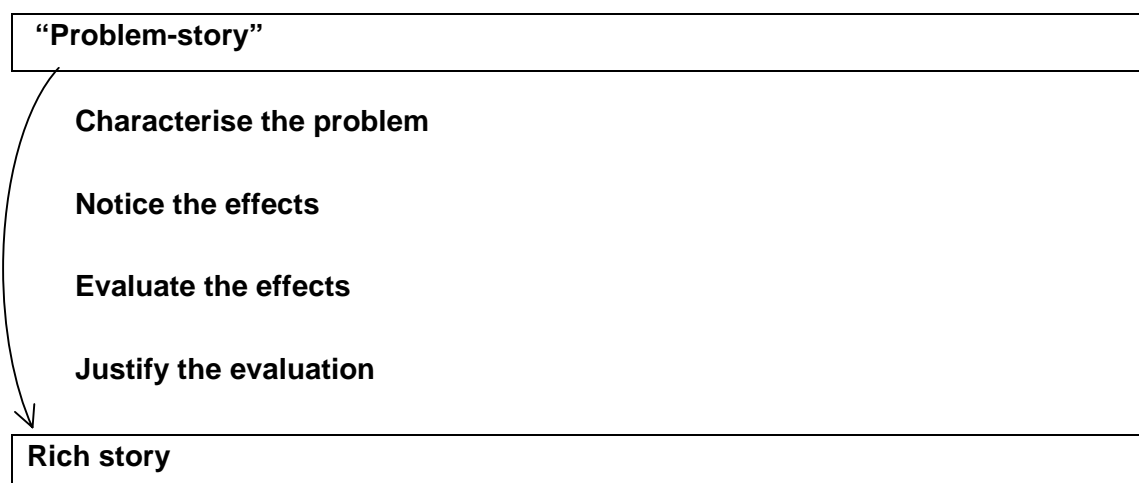 “Problem-story”
Characterise the problem
Notice the effects
Evaluate the effects
Justify the evaluation
Rich story